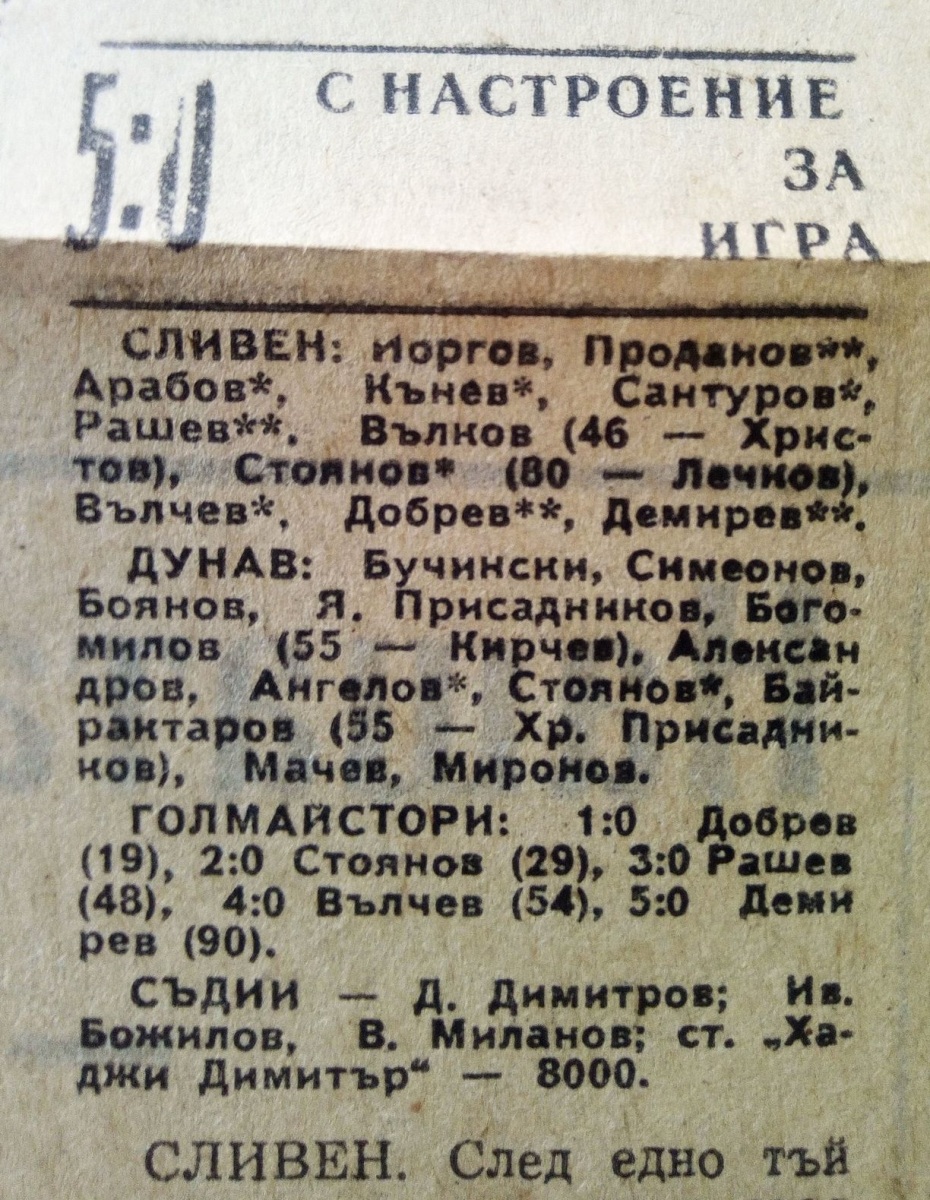 5:0
С НАСТРОЕНИЕ
ЗА
ИГРА
СЛИВЕН: Йоргов, Проданов**,
Арабов*, Кънев*, Сантуров*,
Рашев**, Вълков (46 — Хрис-
тов), Стоянов* (80 — Лечков),
Вълчев*, Добрев**, Демирев**.
ДУНАВ: Бучински, Симеонов,
Боянов, Я. Присадников, Бого-
милов (55 — Кирчев), Алексан
дров, Ангелов*, Стоянов*, Бай-
рактаров (55 — Хр. Присадни-
ков), Мачев, Миронов.
ГОЛМАЙСТОРИ: 1:0 Добрев
(19), 2:0 Стоянов (29), 3:0 Рашев
(48), 4:0 Вълчев (54), 5:0 Деми
рев (90).
СЪДИИ — Д. Димитров; Ив.
Божилов, В. Миланов; ст. „Ха-
джи Димитър“ — 8000.
СЛИВЕН. След едно тъй